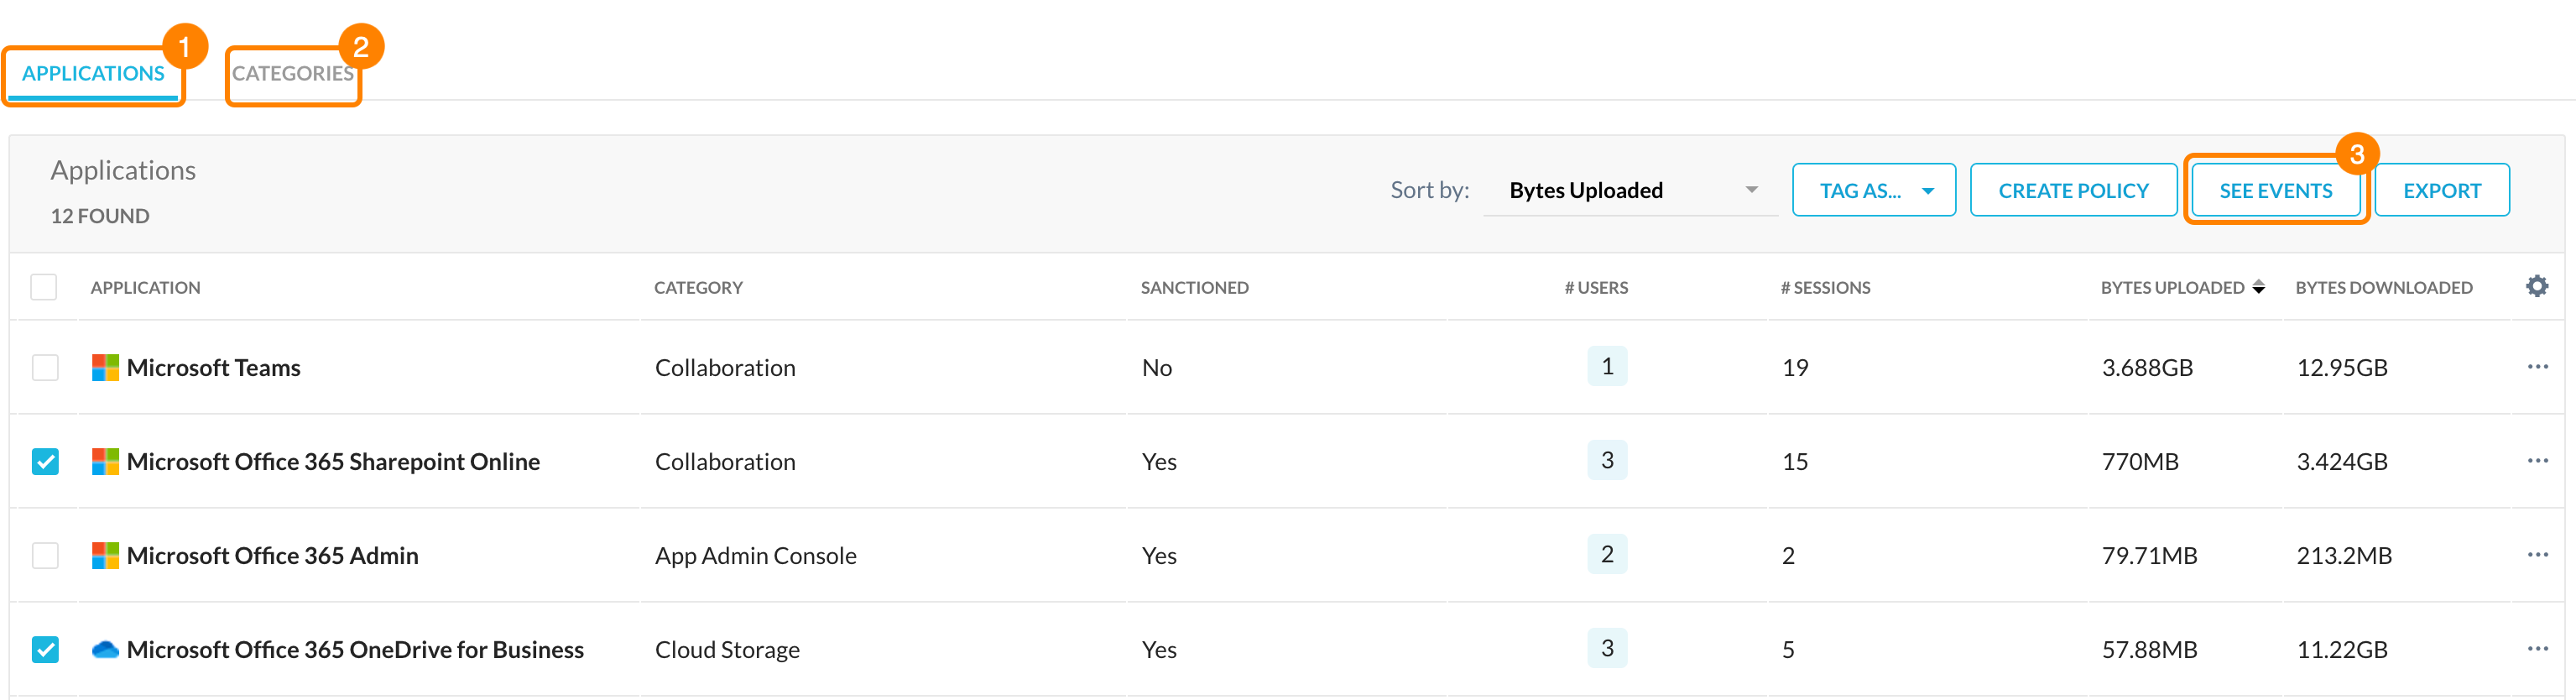 1 2
APPLICATIONS CATEGORIES
3
Applications
12 FOUND
Sort by: Bytes Uploaded TAG AS... CREATE POLICY SEE EVENTS EXPORT
APPLICATION CATEGORY SANCTIONED # USERS # SESSIONS BYTES UPLOADED BYTES DOWNLOADED
Microsoft Teams Collaboration No 1 19 3.688GB 12.95GB ...
Microsoft Office 365 Sharepoint Online Collaboration Yes 3 15 770MB 3.424GB ...
Microsoft Office 365 Admin App Admin Console Yes 2 2 79.71MB 213.2MB ...
Microsoft Office 365 OneDrive for Business Cloud Storage Yes 3 5 57.88MB 11.22GB ...